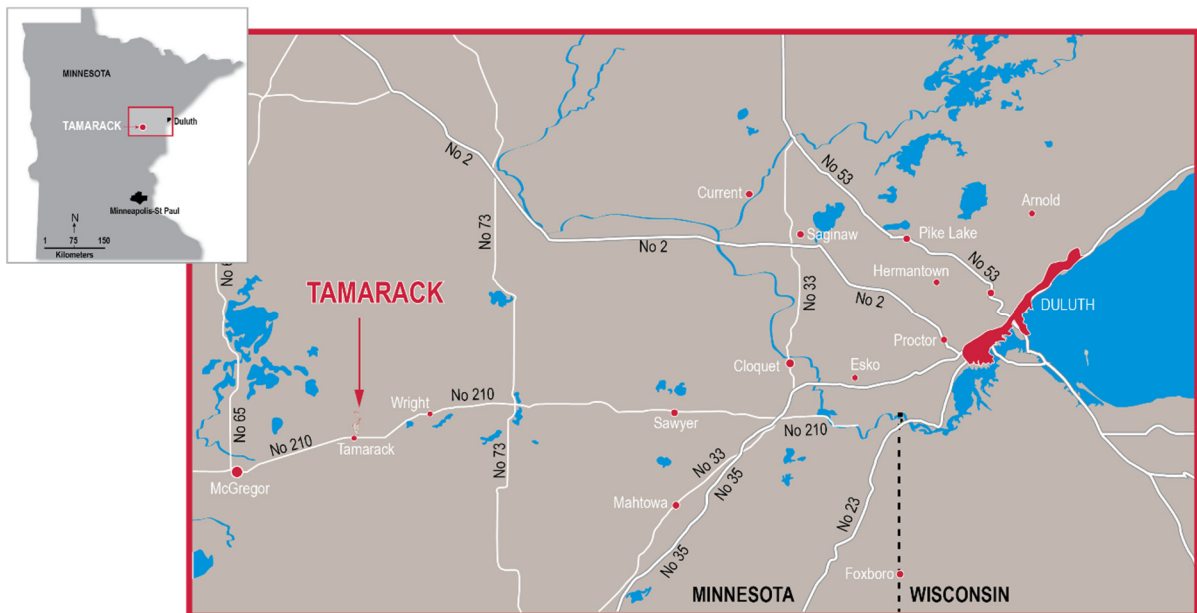 MINNESOTA
TAMARACK
Duluth
Minneapolis-St Paul
N
1 75 150
Kilometers
No 2
No 53
Current
Arnold
No 73
Saginaw
Pike Lake
No 2
No 6
Hermantown
No 53
No 33
No 2
TAMARACK
DULUTH
Proctor
Cloquet
Esko
Wright
No 210
No 65
Sawyer
No 210
Tamarack
No 210
No 73
No 33
McGregor
No 35
Mahtowa
No 23
No 35
Foxboro
MINNESOTA
WISCONSIN